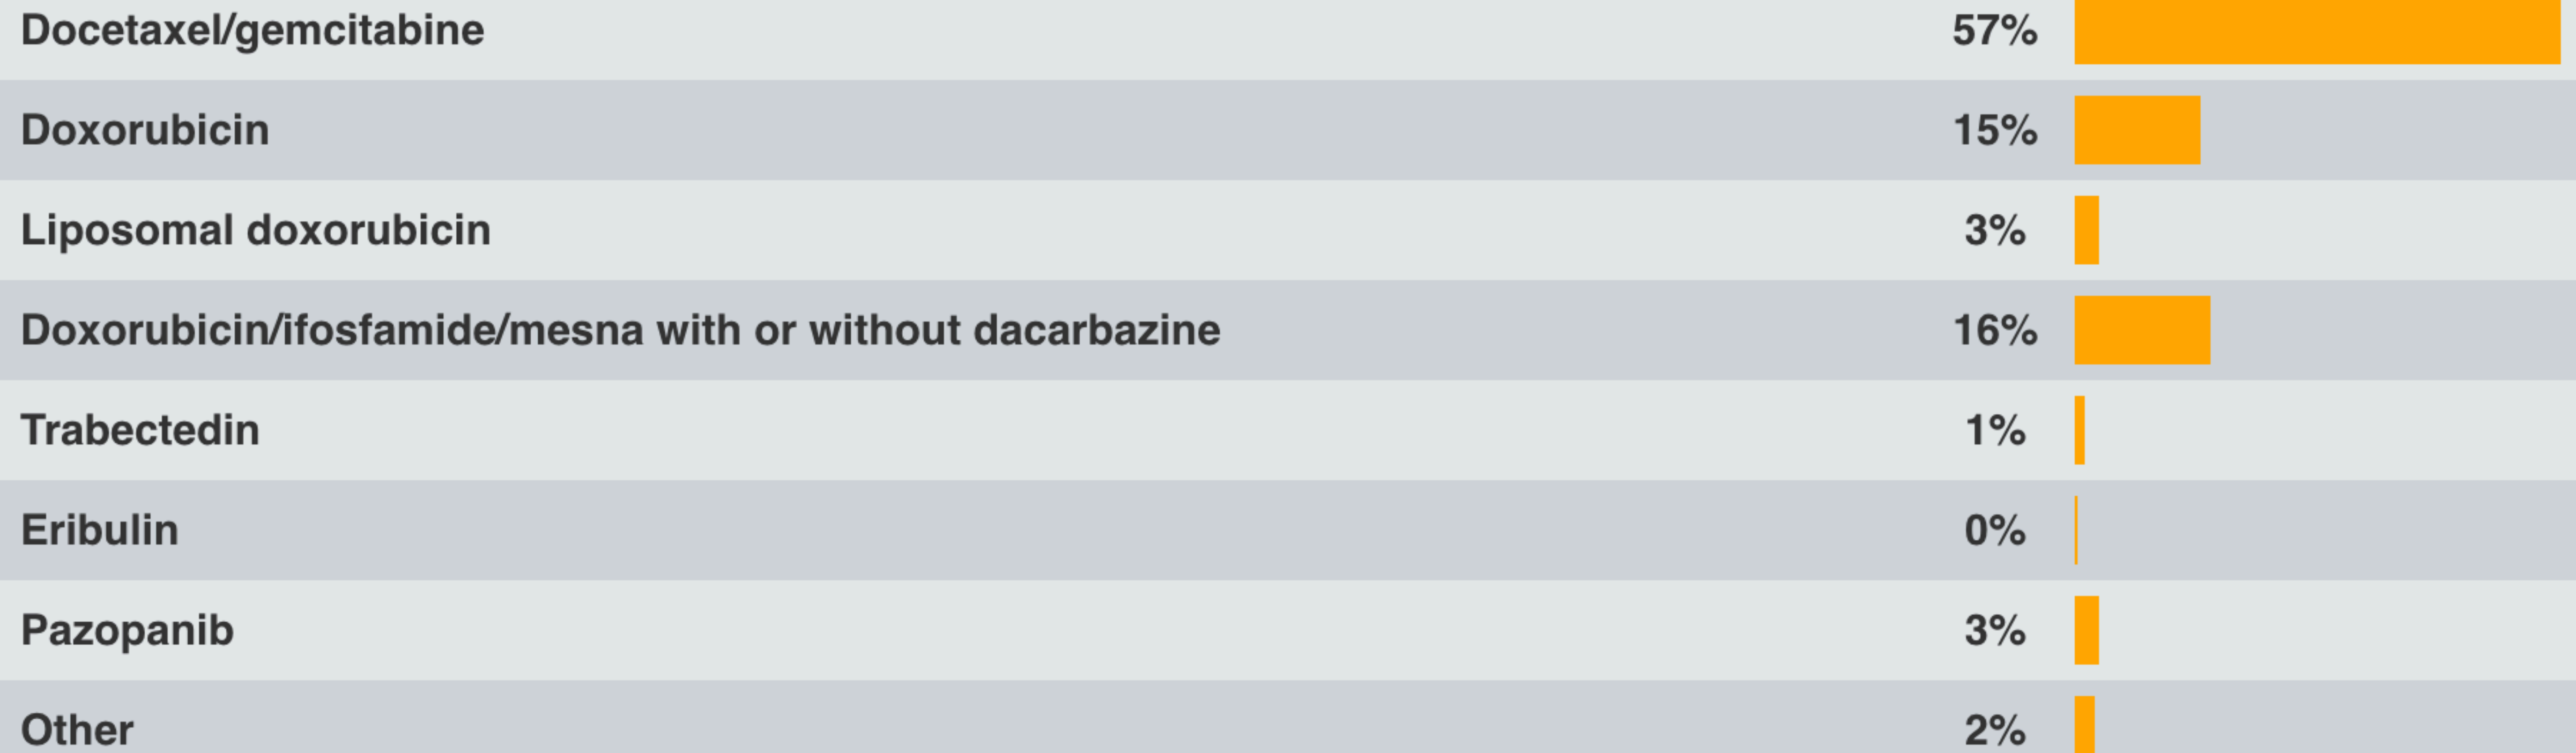 Docetaxel/gemcitabine 57%
Doxorubicin 15%
Liposomal doxorubicin 3%
Doxorubicin/ifosfamide/mesna with or without dacarbazine 16%
Trabectedin 1%
Eribulin 0%
Pazopanib 3%
Other 2%